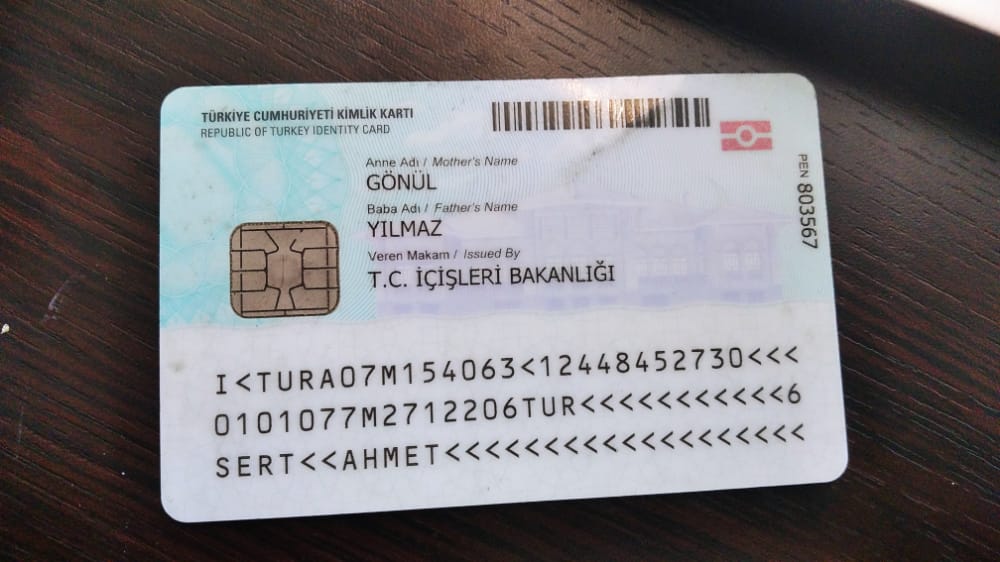 TÜRKİYE CUMHURİYETİ KİMLİK KARTI
REPUBLIC OF TURKEY IDENTITY CARD
Anne Adı / Mother's Name
GÖNÜL
Baba Adı / Father's Name
YILMAZ
Veren Makam / Issued By
T.C. İÇİŞLERİ BAKANLIĞI
PEN 803567
I<TURA07M154063<12448452730<<<
0101077M2712206TUR<<<<<<<<<<<6
SERT<<AHMET<<<<<<<<<<<<<<<<<<<